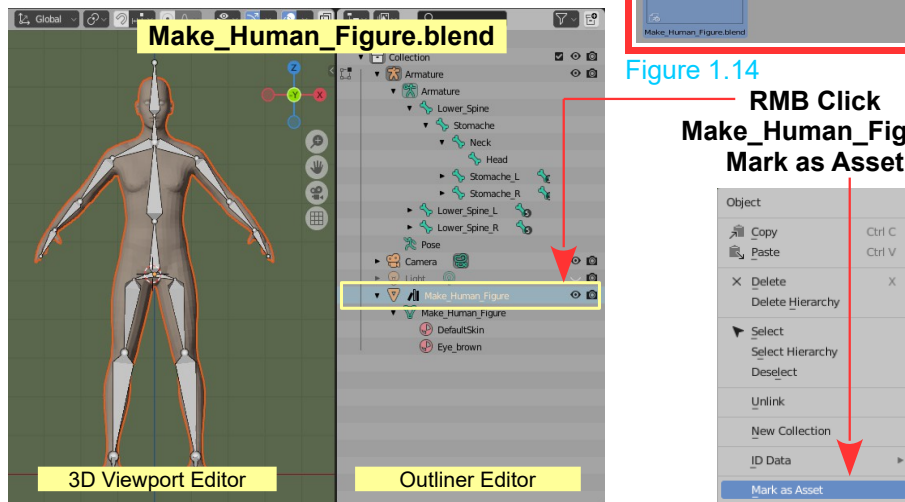 Global
Make_Human_Figure.blend
Z
Y
X
Collection
Armature
Armature
Lower_Spine
Stomache
Neck
Head
Stomache_L
Stomache_R
Lower_Spine_L
Lower_Spine_R
Pose
Camera
Light
Make_Human_Figure
Make_Human_Figure
DefaultSkin
Eye_brown
3D Viewport Editor
Outliner Editor
Make_Human_Figure.blend
Figure 1.14
RMB Click
Make_Human_Fig
Mark as Asset
Object
Copy Ctrl C
Paste Ctrl V
Delete X
Delete Hierarchy
Select
Select Hierarchy
Deselect
Unlink
New Collection
ID Data
Mark as Asset